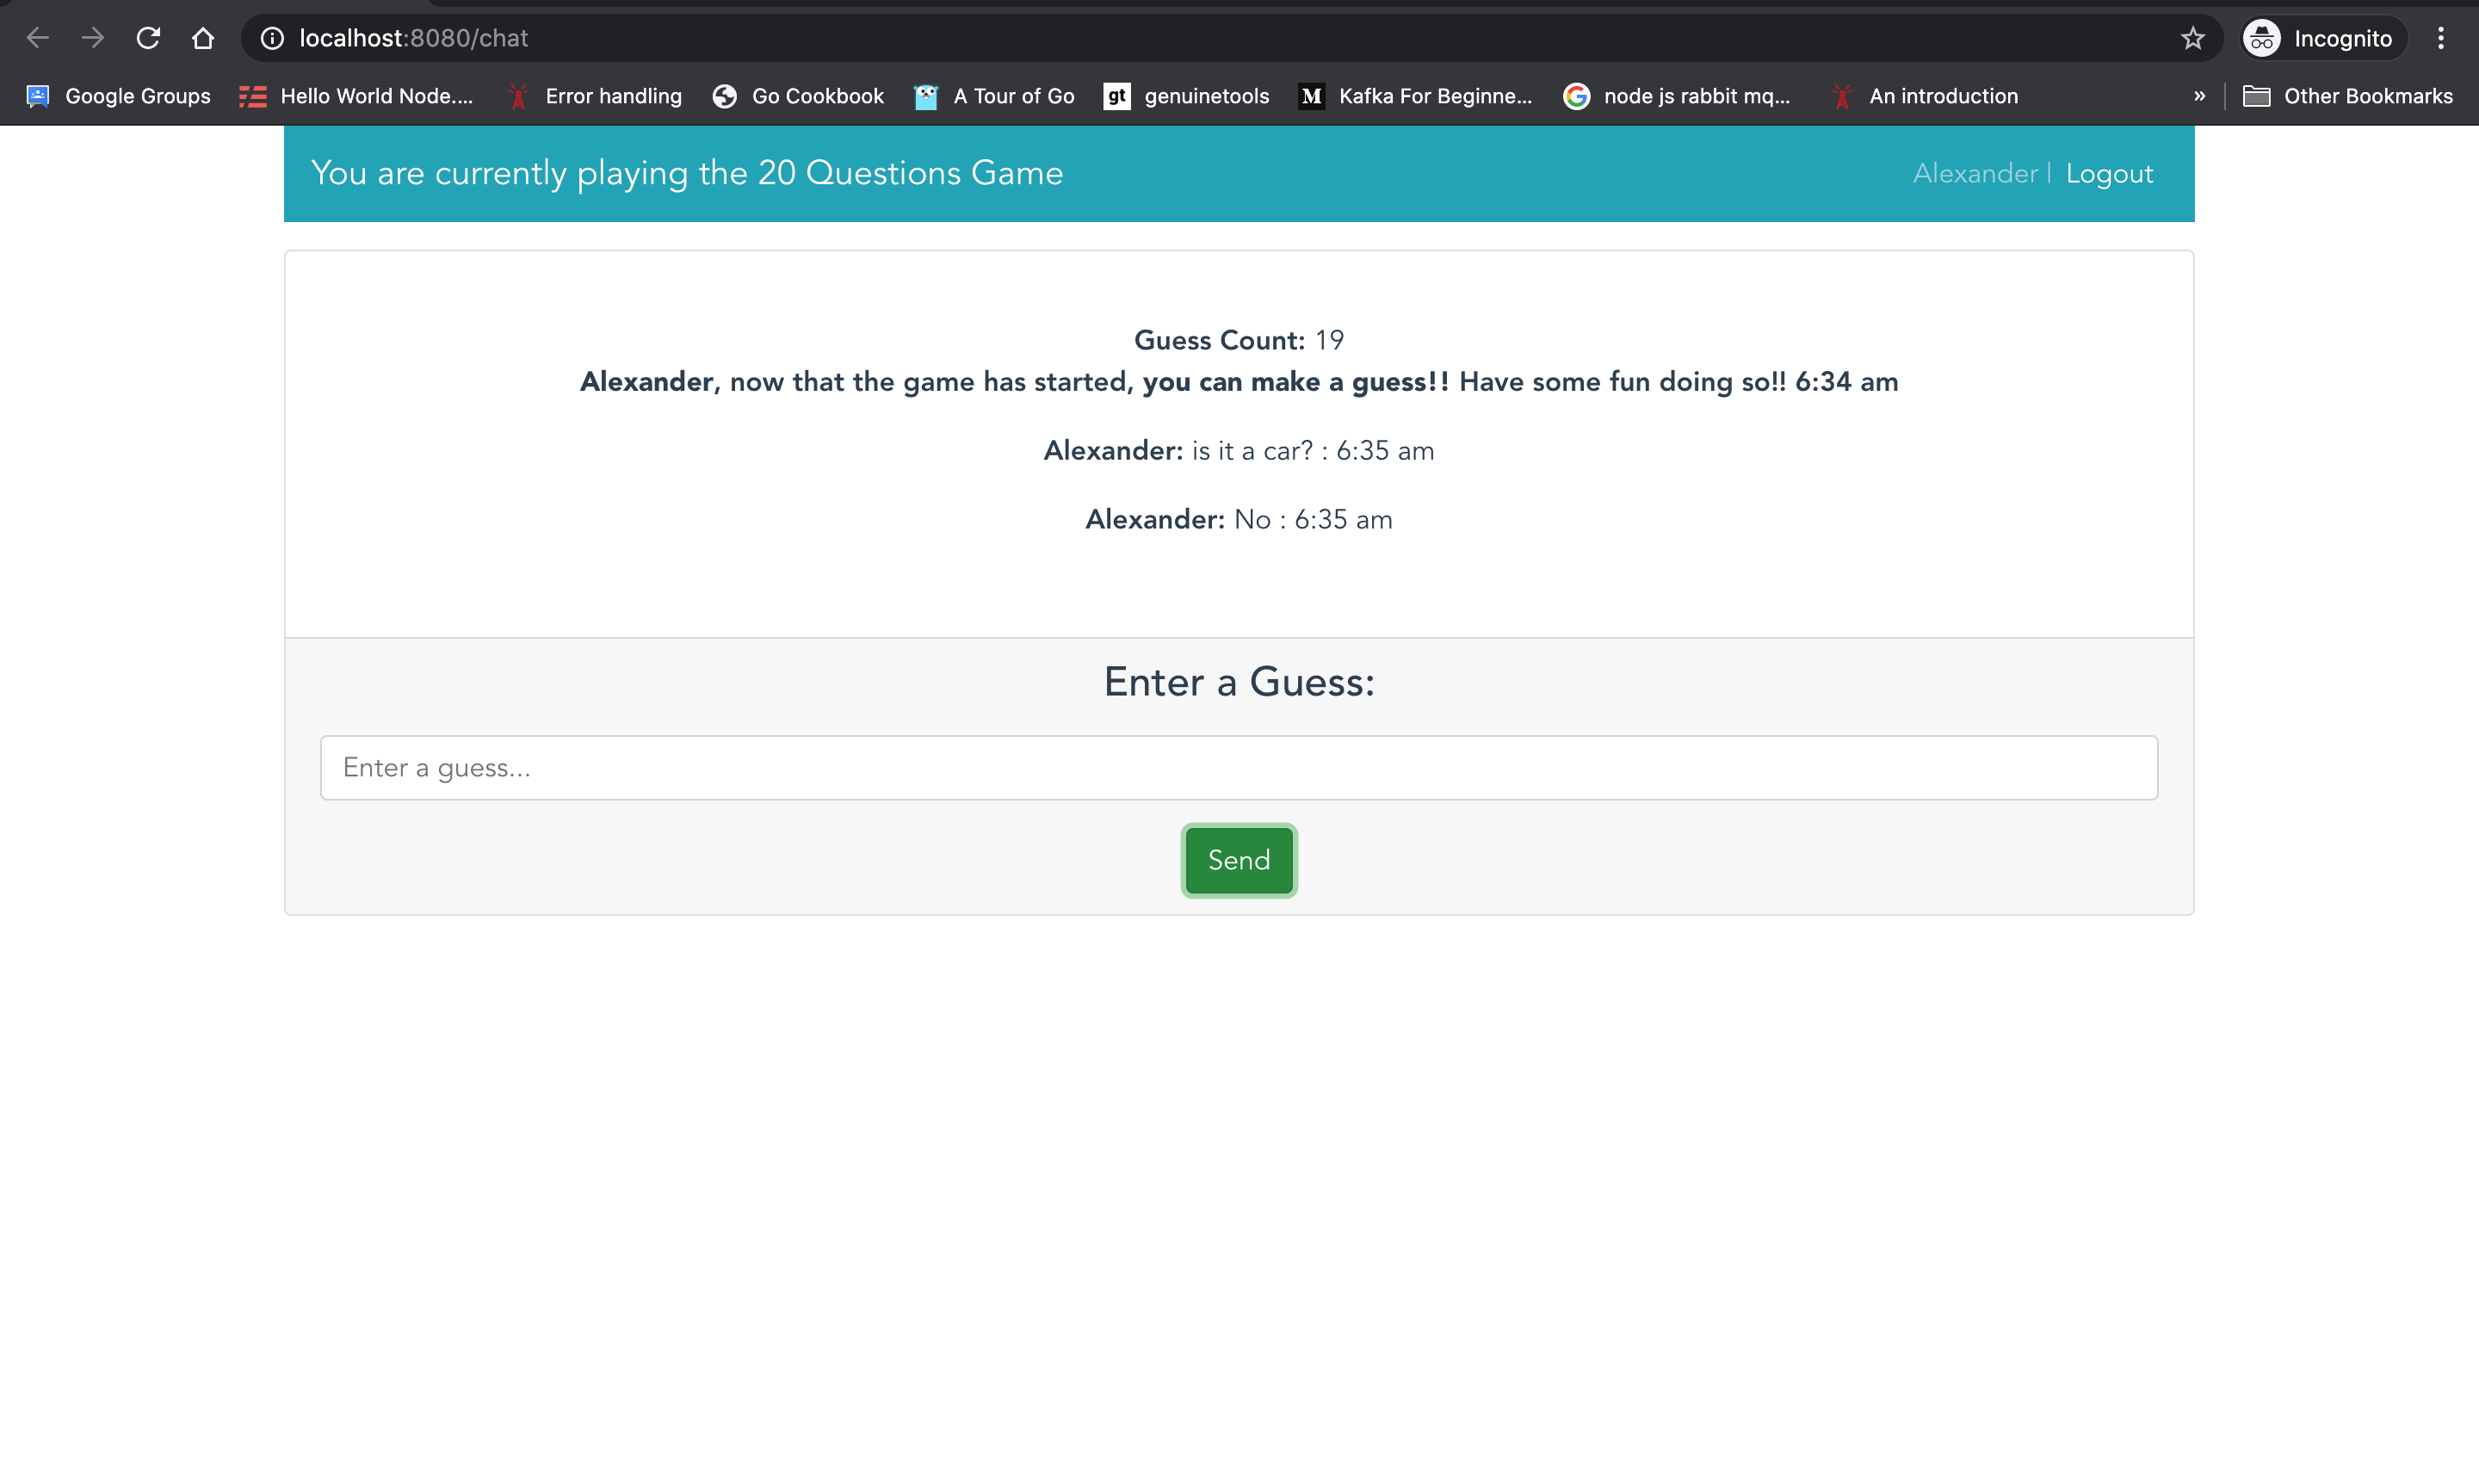 localhost:8080/chat
Incognito
Google Groups
Hello World Node....
Error handling
Go Cookbook
A Tour of Go
gt genuinetools
M Kafka For Beginne...
G node js rabbit mq...
An introduction
»
Other Bookmarks
You are currently playing the 20 Questions Game
Alexander | Logout
Guess Count: 19
Alexander, now that the game has started, you can make a guess!! Have some fun doing so!! 6:34 am
Alexander: is it a car? : 6:35 am
Alexander: No : 6:35 am
Enter a Guess:
Enter a guess...
Send